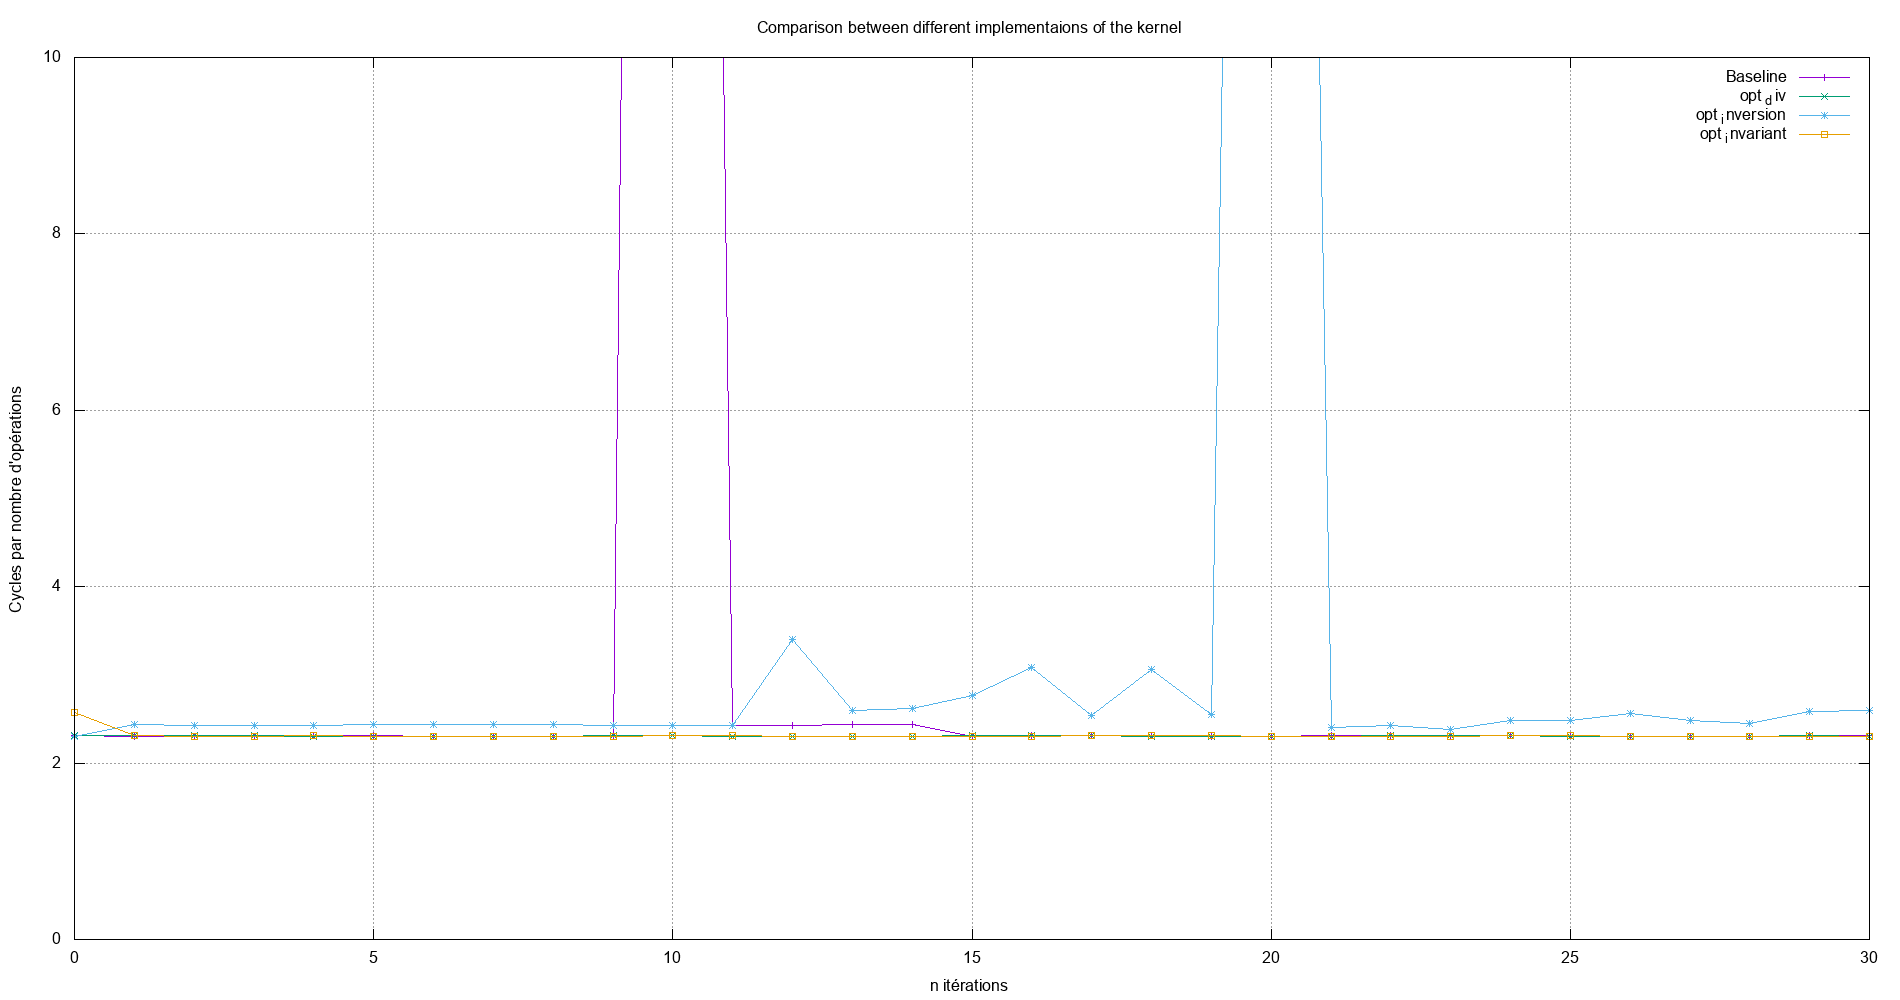 Comparison between different implementaions of the kernel
10
8
6
4
2
0
Cycles par nombre d'opérations
Baseline
opt d iv
opt i nversion
opt i nvariant
0 5 10 15 20 25 30
n itérations